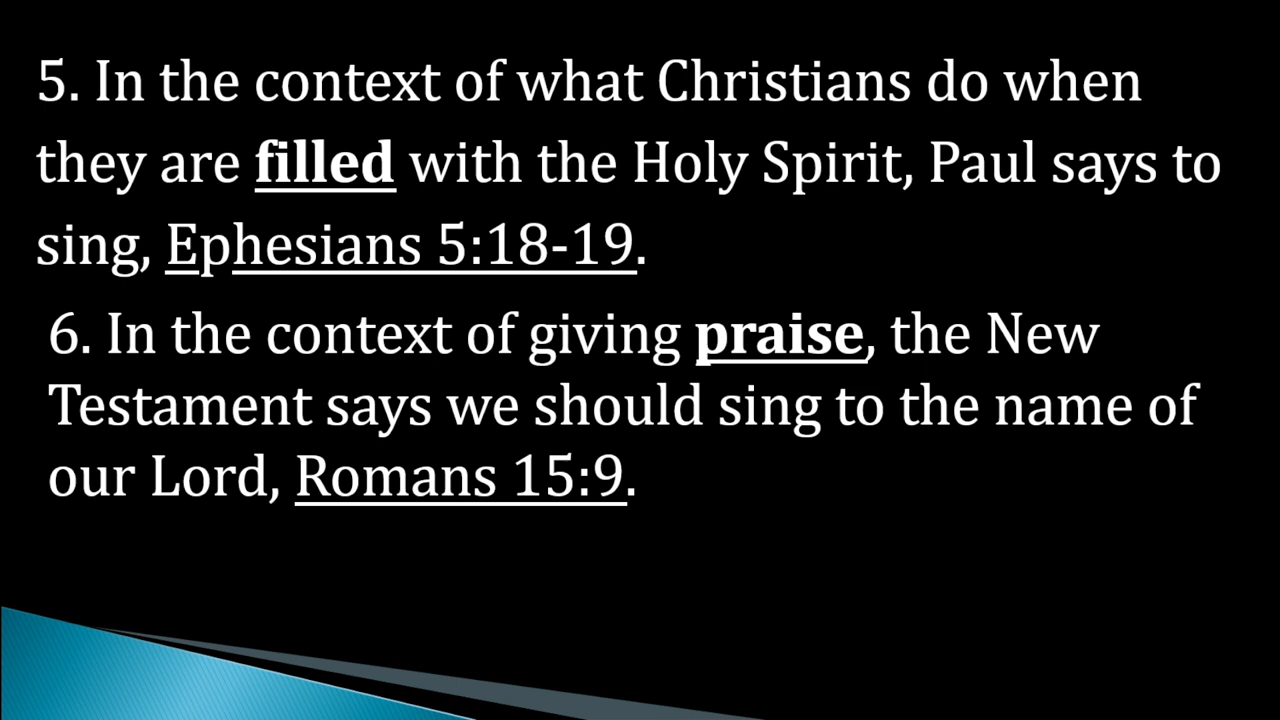 5. In the context of what Christians do when
they are filled with the Holy Spirit, Paul says to
sing, Ephesians 5:18-19.
6. In the context of giving praise, the New
Testament says we should sing to the name of
our Lord, Romans 15:9.